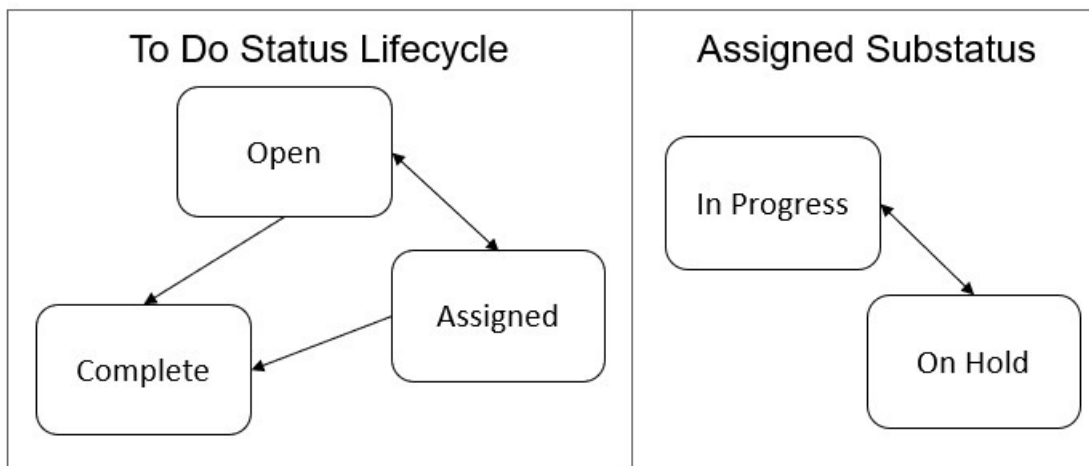 To Do Status Lifecycle
Open
Assigned
Complete
Assigned Substatus
In Progress
On Hold